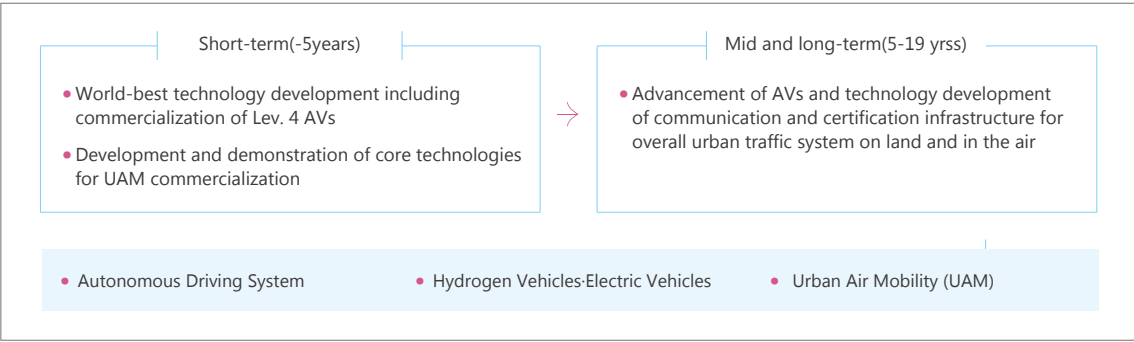 Short-term(-5years)
• World-best technology development including
commercialization of Lev. 4 AVs
• Development and demonstration of core technologies
for UAM commercialization
Mid and long-term(5-19 yrss)
• Advancement of AVs and technology development
of communication and certification infrastructure for
overall urban traffic system on land and in the air
• Autonomous Driving System
• Hydrogen Vehicles·Electric Vehicles
• Urban Air Mobility (UAM)